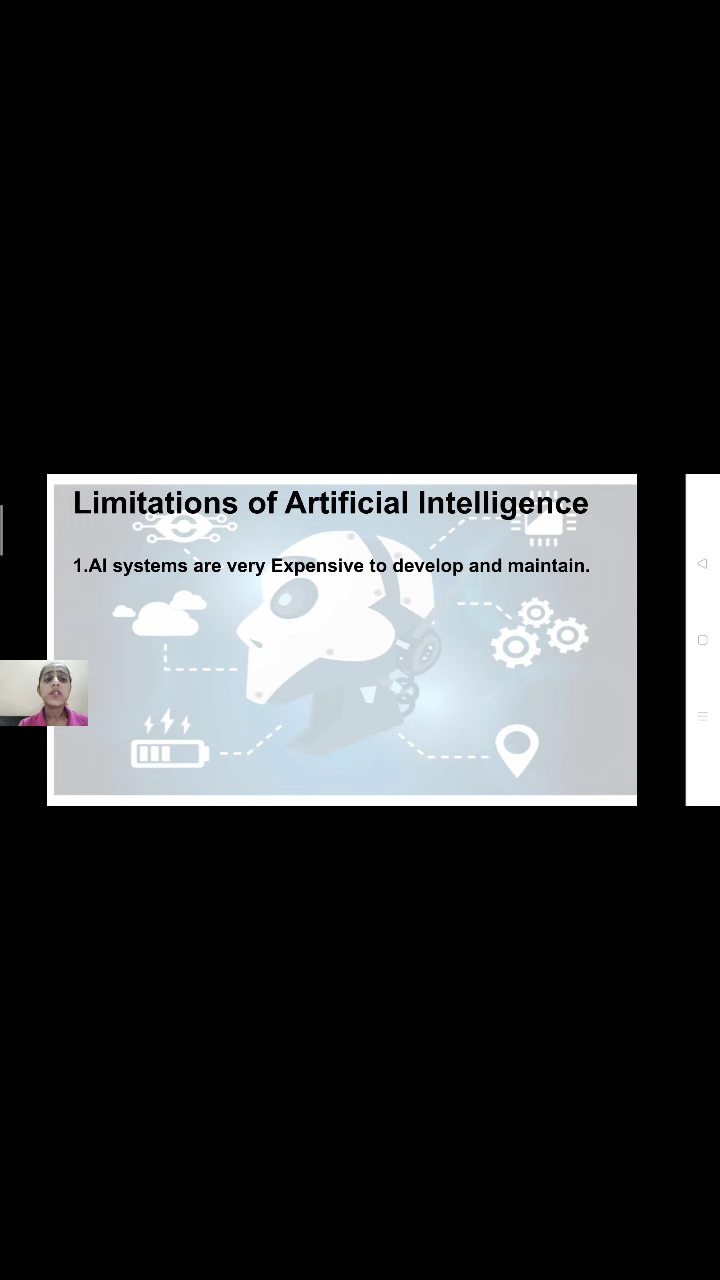 Limitations of Artificial Intelligence
1.AI systems are very Expensive to develop and maintain.